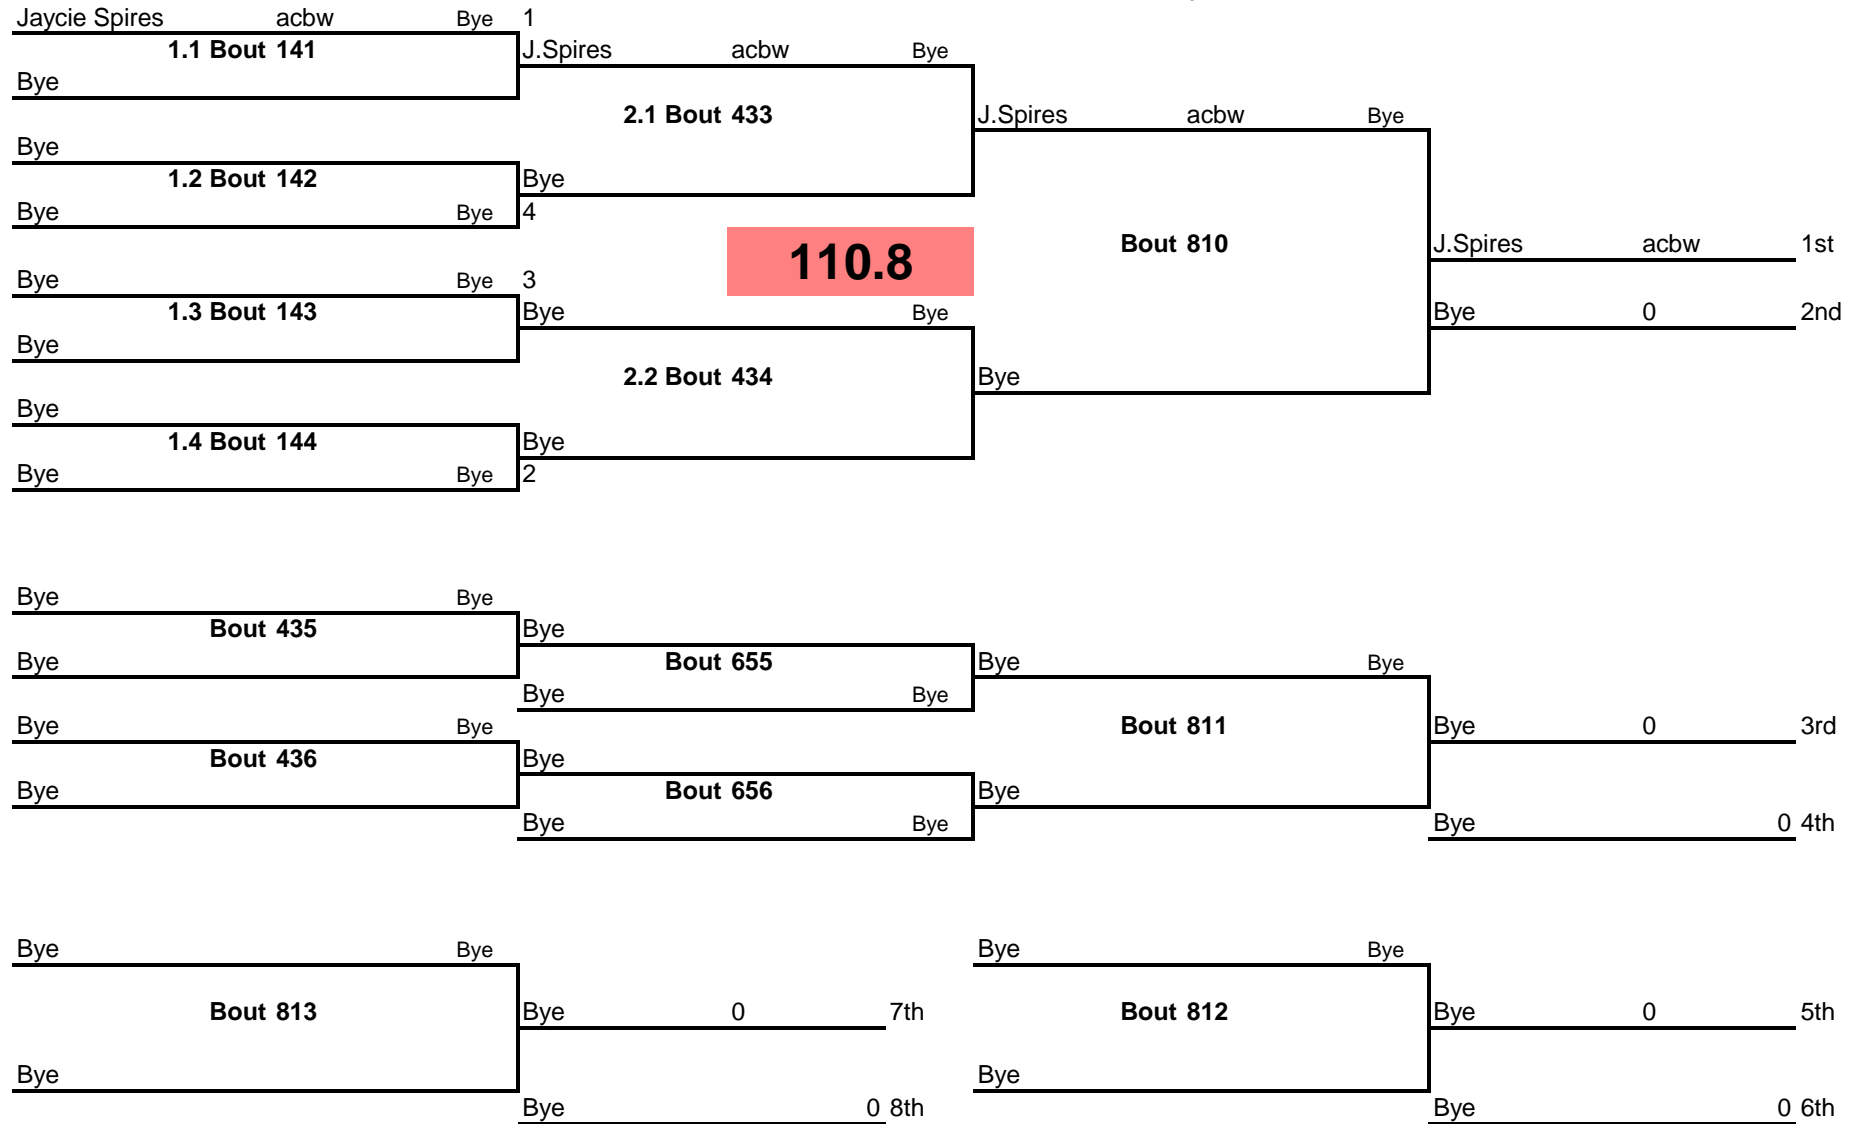 Jaycie Spires acbw Bye 1
1.1 Bout 141 J.Spires acbw Bye
Bye
2.1 Bout 433 J.Spires acbw Bye
Bye
1.2 Bout 142 Bye
Bye Bye 4
110.8 Bout 810 J.Spires acbw 1st
Bye Bye 3
1.3 Bout 143 Bye Bye Bye 0 2nd
Bye
2.2 Bout 434 Bye
Bye
1.4 Bout 144 Bye
Bye Bye 2
Bye Bye
Bout 435 Bye
Bye Bout 655 Bye Bye
Bye Bye
Bye Bye Bout 811 Bye 0 3rd
Bout 436 Bye
Bye Bout 656 Bye
Bye Bye Bye 0 4th
Bye Bye Bye Bye
Bout 813 Bye 0 7th Bout 812 Bye 0 5th
Bye Bye
Bye 0 8th Bye 0 6th